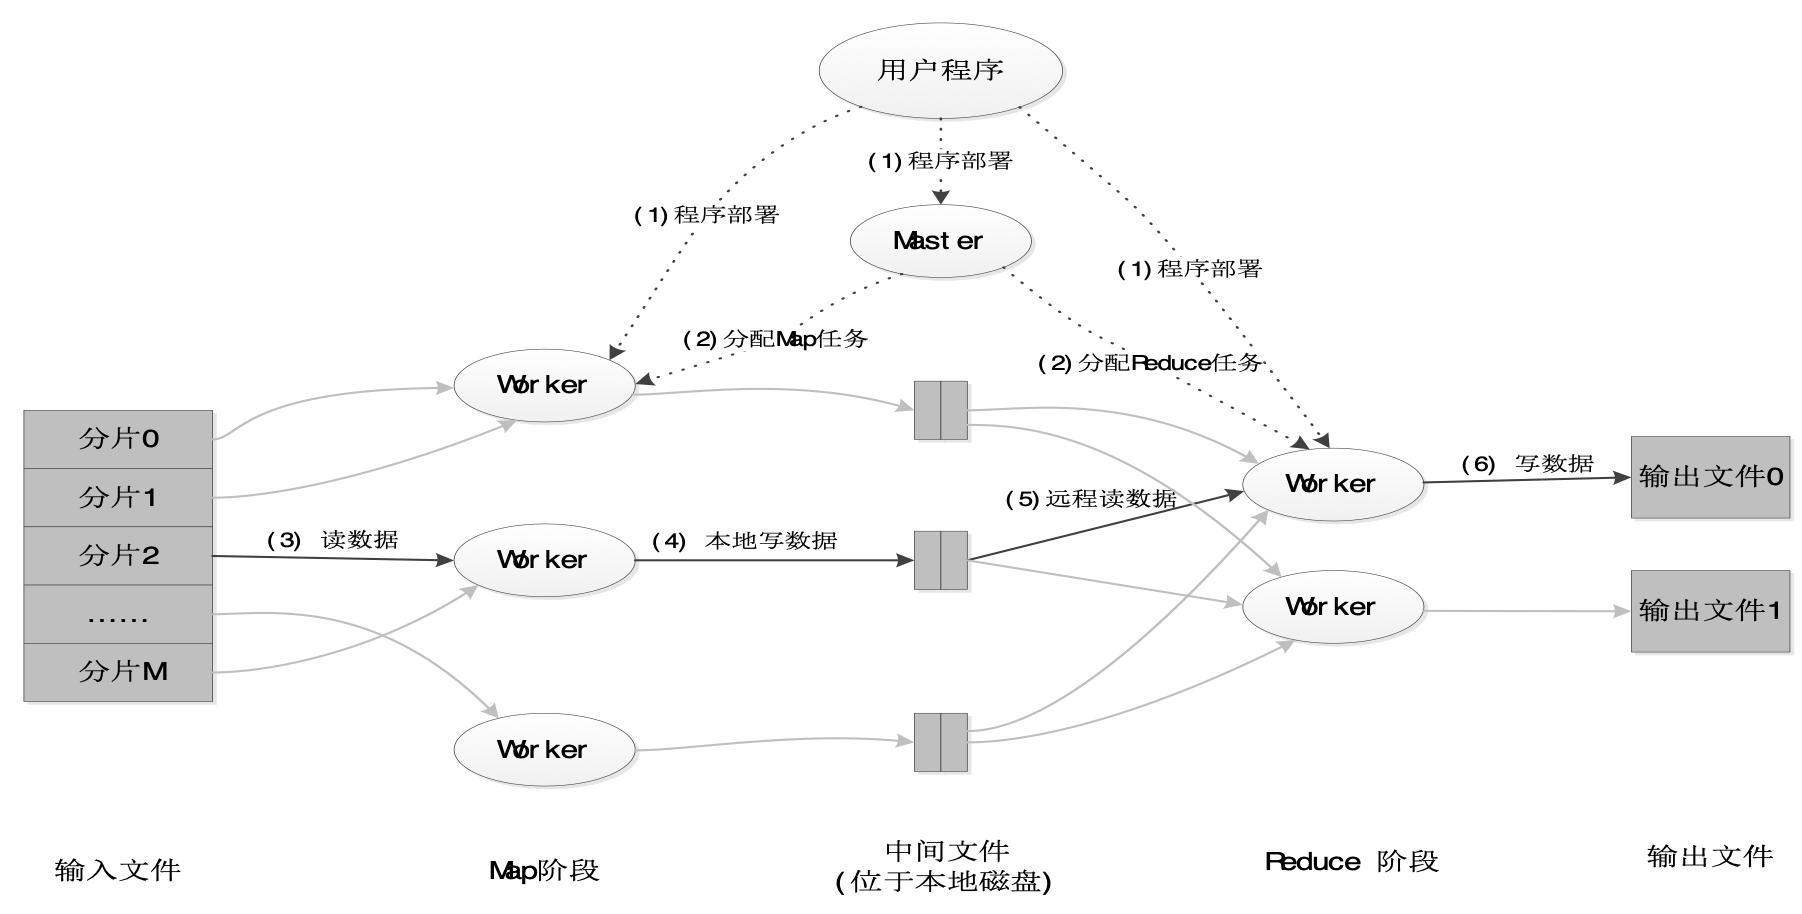 用户程序
(1)程序部署
(1)程序部署
(1)程序部署
Master
(2)分配Map任务
(2)分配Reduce任务
Worker
分片0
分片1
分片2
……
分片M
(3) 读数据
Worker
(4) 本地写数据
Worker
(5)远程读数据
Worker
Worker
(6) 写数据
输出文件0
输出文件1
输入文件
Map阶段
中间文件
(位于本地磁盘)
Reduce 阶段
输出文件